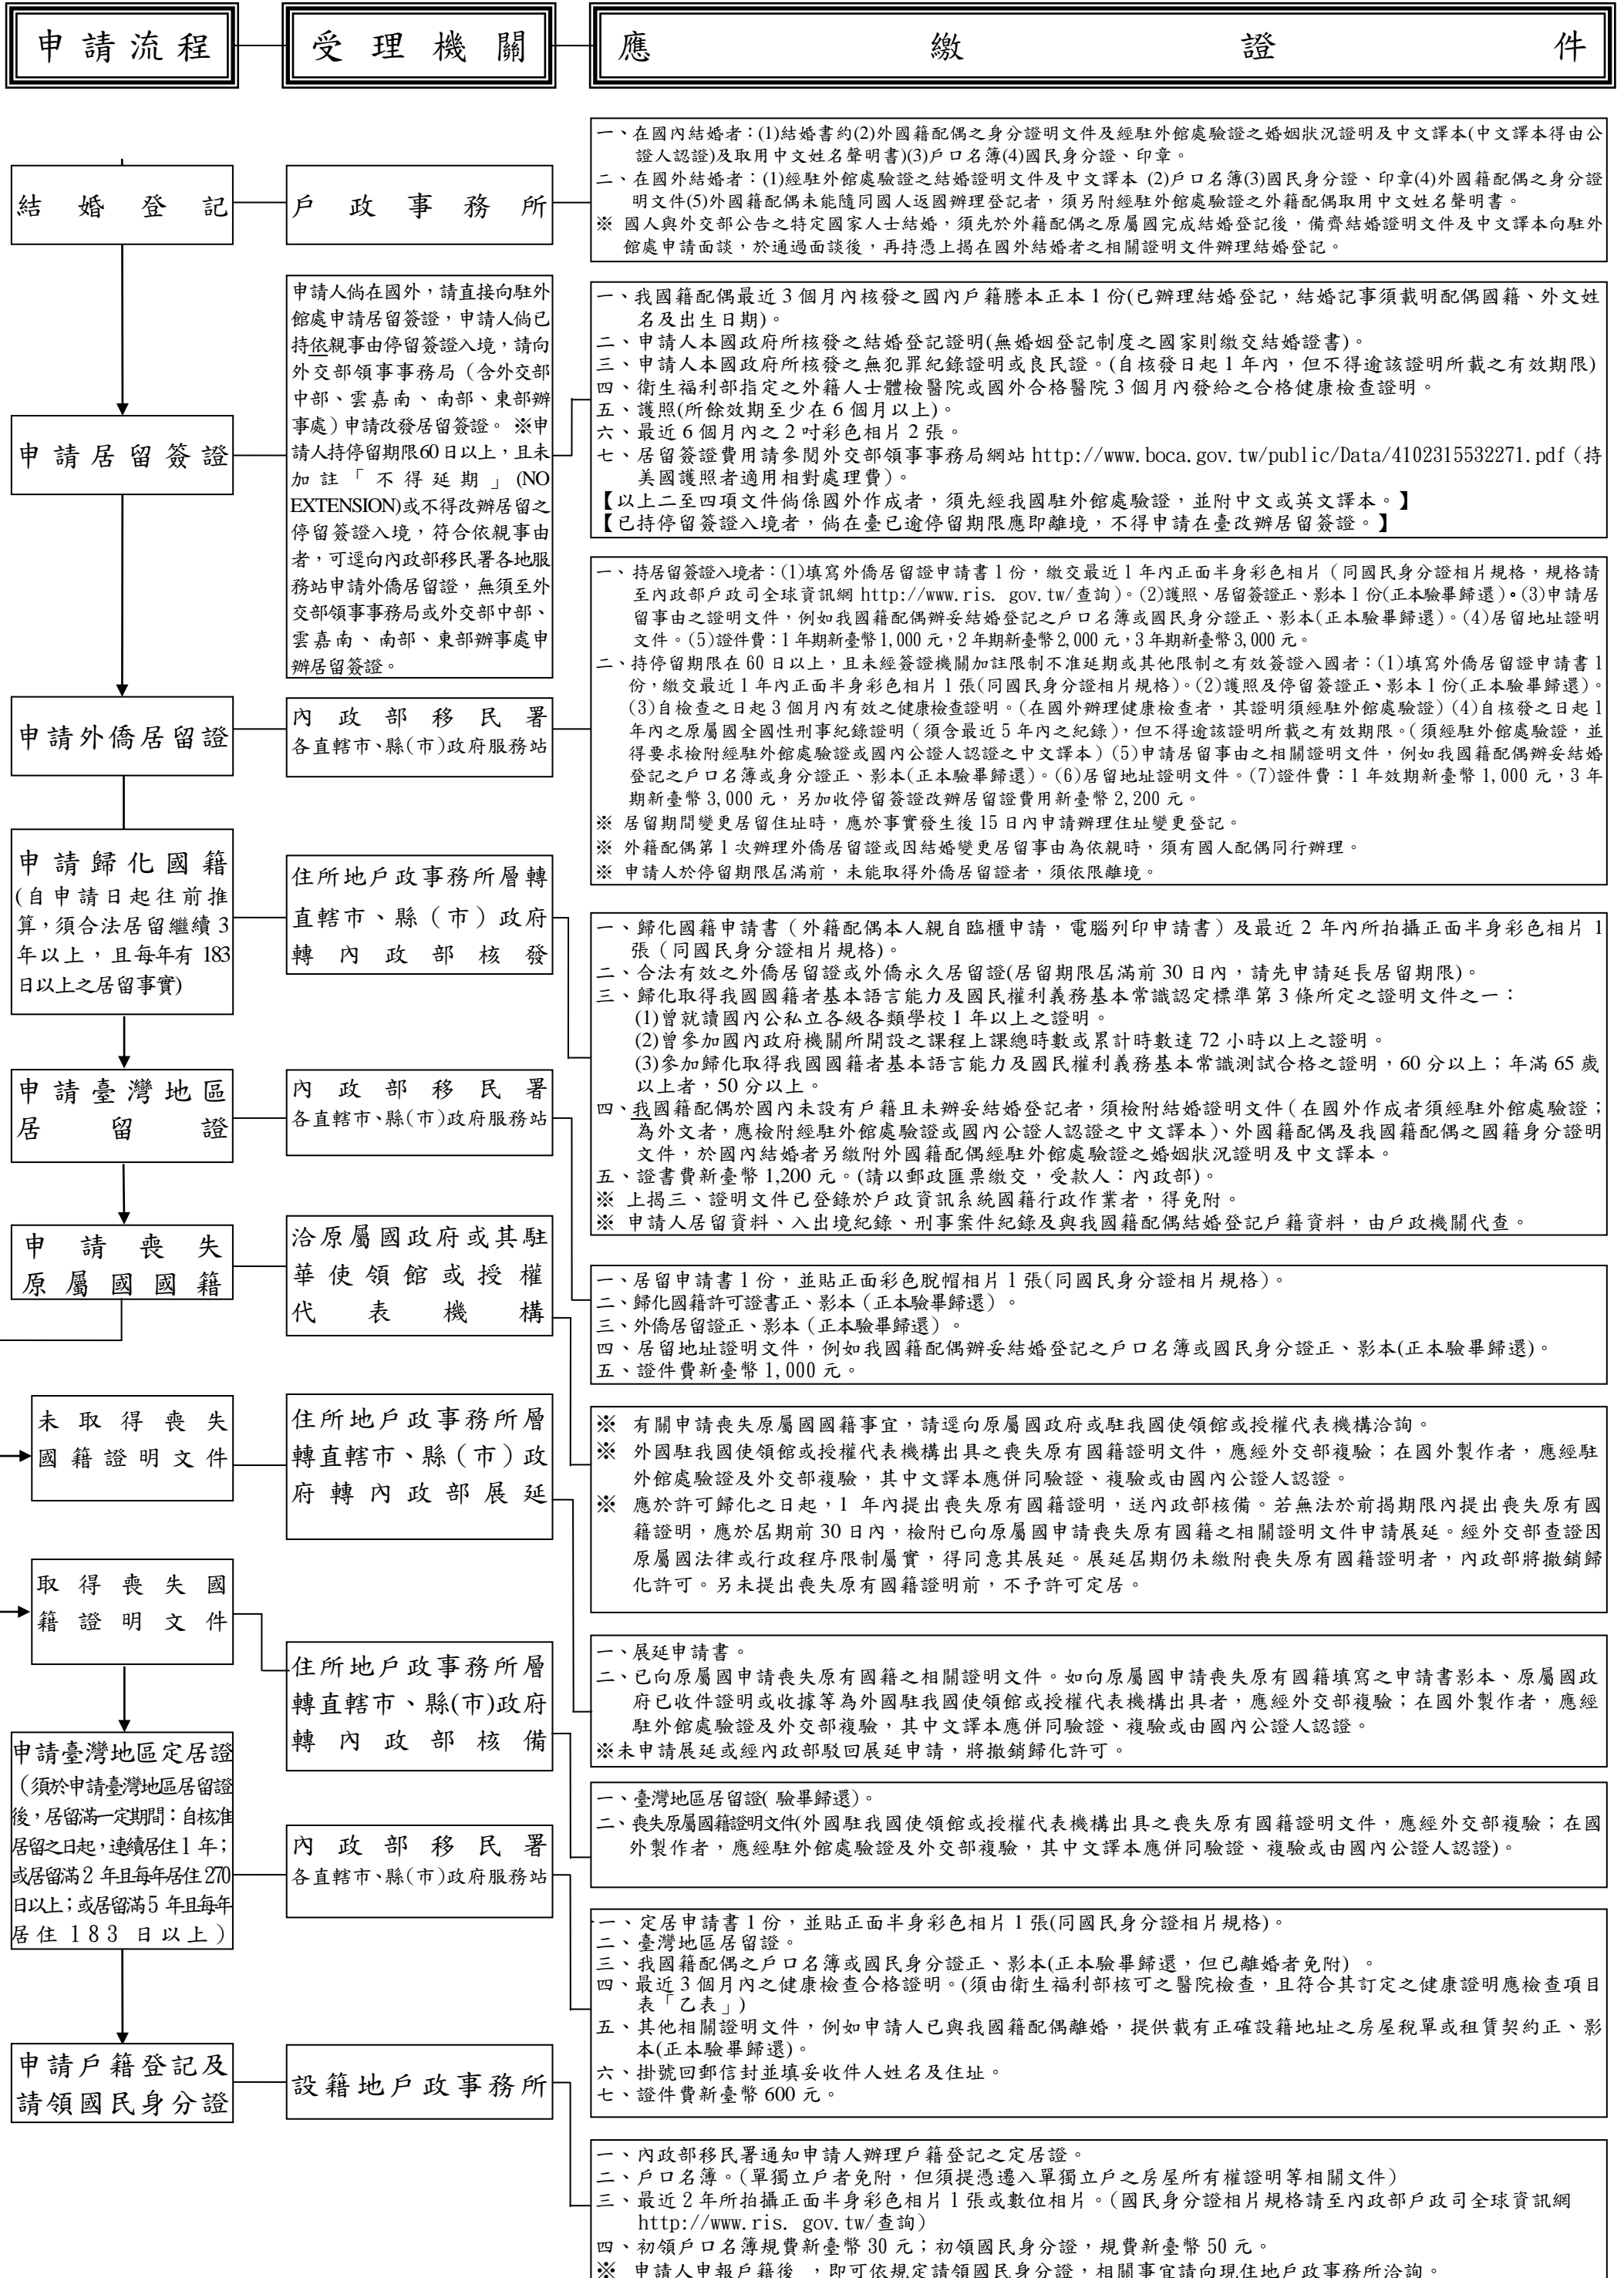 申請流程
受理機關
應繳證件
結婚登記
戶政事務所
一、在國內結婚者：(1)結婚書約(2)外國籍配偶之身分證明文件及經駐外館處驗證之婚姻狀況證明及中文譯本(中文譯本得由公
證人認證)及取用中文姓名聲明書)(3)戶口名簿(4)國民身分證、印章。
二、在國外結婚者：(1)經駐外館處驗證之結婚證明文件及中文譯本 (2)戶口名簿(3)國民身分證、印章(4)外國籍配偶之身分證
明文件(5)外國籍配偶未能隨同國人返國辦理登記者，須另附經駐外館處驗證之外籍配偶取用中文姓名聲明書。
※ 國人與外交部公告之特定國家人士結婚，須先於外籍配偶之原屬國完成結婚登記後，備齊結婚證明文件及中文譯本向駐外
館處申請面談，於通過面談後，再持憑上揭在國外結婚者之相關證明文件辦理結婚登記。
申請居留簽證
申請人倘在國外，請直接向駐外
館處申請居留簽證，申請人倘已
持依親事由停留簽證入境，請向
外交部領事事務局（含外交部
中部、雲嘉南、南部、東部辦
事處）申請改發居留簽證。 ※申
請人持停留期限60日以上，且未
加註「不得延期」(NO
EXTENSION)或不得改辦居留之
停留簽證入境，符合依親事由
者，可逕向內政部移民署各地服
務站申請外僑居留證，無須至外
交部領事事務局或外交部中部、
雲嘉南、南部、東部辦事處申
辦居留簽證。
一、我國籍配偶最近 3 個月內核發之國內戶籍謄本正本 1 份(已辦理結婚登記，結婚記事須載明配偶國籍、外文姓
名及出生日期)。
二、申請人本國政府所核發之結婚登記證明(無婚姻登記制度之國家則繳交結婚證書)。
三、申請人本國政府所核發之無犯罪紀錄證明或良民證。(自核發日起 1 年內，但不得逾該證明所載之有效期限)
四、衛生福利部指定之外籍人士體檢醫院或國外合格醫院 3 個月內發給之合格健康檢查證明。
五、護照(所餘效期至少在 6 個月以上)。
六、最近 6 個月內之 2 吋彩色相片 2 張。
七、居留簽證費用請參閱外交部領事事務局網站 http://www.boca.gov.tw/public/Data/4102315532271.pdf（持
美國護照者適用相對處理費）。
【以上二至四項文件倘係國外作成者，須先經我國駐外館處驗證，並附中文或英文譯本。】
【已持停留簽證入境者，倘在臺已逾停留期限應即離境，不得申請在臺改辦居留簽證。】
申請外僑居留證
內政部移民署
各直轄市、縣(市)政府服務站
一、持居留簽證入境者：(1)填寫外僑居留證申請書 1 份，繳交最近 1 年內正面半身彩色相片（同國民身分證相片規格，規格請
至內政部戶政司全球資訊網 http://www.ris. gov.tw/查詢）。(2)護照、居留簽證正、影本 1 份(正本驗畢歸還)。(3)申請居
留事由之證明文件，例如我國籍配偶辦妥結婚登記之戶口名簿或國民身分證正、影本(正本驗畢歸還)。(4)居留地址證明
文件。(5)證件費：1 年期新臺幣 1,000 元，2 年期新臺幣 2,000 元，3 年期新臺幣 3,000 元。
二、持停留期限在 60 日以上，且未經簽證機關加註限制不准延期或其他限制之有效簽證入國者：(1)填寫外僑居留證申請書 1
份，繳交最近 1 年內正面半身彩色相片 1 張(同國民身分證相片規格)。(2)護照及停留簽證正、影本 1 份(正本驗畢歸還)。
(3)自檢查之日起 3 個月內有效之健康檢查證明。(在國外辦理健康檢查者，其證明須經駐外館處驗證) (4)自核發之日起 1
年內之原屬國全國性刑事紀錄證明（須含最近 5 年內之紀錄），但不得逾該證明所載之有效期限。(須經駐外館處驗證，並
得要求檢附經駐外館處驗證或國內公證人認證之中文譯本) (5)申請居留事由之相關證明文件，例如我國籍配偶辦妥結婚
登記之戶口名簿或身分證正、影本(正本驗畢歸還)。(6)居留地址證明文件。(7)證件費：1 年效期新臺幣 1,000 元，3 年
期新臺幣 3,000 元，另加收停留簽證改辦居留證費用新臺幣 2,200 元。
※ 居留期間變更居留住址時，應於事實發生後 15 日內申請辦理住址變更登記。
※ 外籍配偶第 1 次辦理外僑居留證或因結婚變更居留事由為依親時，須有國人配偶同行辦理。
※ 申請人於停留期限屆滿前，未能取得外僑居留證者，須依限離境。
申請歸化國籍
(自申請日起往前推
算，須合法居留繼續 3
年以上，且每年有 183
日以上之居留事實)
住所地戶政事務所層轉
直轄市、縣（市）政府
轉內政部核發
一、歸化國籍申請書（外籍配偶本人親自臨櫃申請，電腦列印申請書）及最近 2 年內所拍攝正面半身彩色相片 1
張（同國民身分證相片規格)。
二、合法有效之外僑居留證或外僑永久居留證(居留期限屆滿前 30 日內，請先申請延長居留期限)。
三、歸化取得我國國籍者基本語言能力及國民權利義務基本常識認定標準第 3 條所定之證明文件之一：
(1)曾就讀國內公私立各級各類學校 1 年以上之證明。
(2)曾參加國內政府機關所開設之課程上課總時數或累計時數達 72 小時以上之證明。
(3)參加歸化取得我國國籍者基本語言能力及國民權利義務基本常識測試合格之證明，60 分以上；年滿 65 歲
以上者，50 分以上。
四、我國籍配偶於國內未設有戶籍且未辦妥結婚登記者，須檢附結婚證明文件（在國外作成者須經駐外館處驗證；
為外文者，應檢附經駐外館處驗證或國內公證人認證之中文譯本）、外國籍配偶及我國籍配偶之國籍身分證明
文件，於國內結婚者另繳附外國籍配偶經駐外館處驗證之婚姻狀況證明及中文譯本。
五、證書費新臺幣 1,200 元。(請以郵政匯票繳交，受款人：內政部)。
※ 上揭三、證明文件已登錄於戶政資訊系統國籍行政作業者，得免附。
※ 申請人居留資料、入出境紀錄、刑事案件紀錄及與我國籍配偶結婚登記戶籍資料，由戶政機關代查。
申請臺灣地區
居留證
內政部移民署
各直轄市、縣(市)政府服務站
一、居留申請書 1 份，並貼正面彩色脫帽相片 1 張(同國民身分證相片規格)。
二、歸化國籍許可證書正、影本（正本驗畢歸還）。
三、外僑居留證正、影本（正本驗畢歸還）。
四、居留地址證明文件，例如我國籍配偶辦妥結婚登記之戶口名簿或國民身分證正、影本(正本驗畢歸還)。
五、證件費新臺幣 1,000 元。
申請喪失
原屬國國籍
洽原屬國政府或其駐
華使領館或授權
代表機構
※ 有關申請喪失原屬國國籍事宜，請逕向原屬國政府或駐我國使領館或授權代表機構洽詢。
※ 外國駐我國使領館或授權代表機構出具之喪失原有國籍證明文件，應經外交部複驗；在國外製作者，應經駐
外館處驗證及外交部複驗，其中文譯本應併同驗證、複驗或由國內公證人認證。
※ 應於許可歸化之日起，1 年內提出喪失原有國籍證明，送內政部核備。若無法於前揭期限內提出喪失原有國
籍證明，應於屆期前 30 日內，檢附已向原屬國申請喪失原有國籍之相關證明文件申請展延。經外交部查證因
原屬國法律或行政程序限制屬實，得同意其展延。展延屆期仍未繳附喪失原有國籍證明者，內政部將撤銷歸
化許可。另未提出喪失原有國籍證明前，不予許可定居。
未取得喪失
國籍證明文件
住所地戶政事務所層
轉直轄市、縣（市）政
府轉內政部展延
一、展延申請書。
二、已向原屬國申請喪失原有國籍之相關證明文件。如向原屬國申請喪失原有國籍填寫之申請書影本、原屬國政
府已收件證明或收據等為外國駐我國使領館或授權代表機構出具者，應經外交部複驗；在國外製作者，應經
駐外館處驗證及外交部複驗，其中文譯本應併同驗證、複驗或由國內公證人認證。
※未申請展延或經內政部駁回展延申請，將撤銷歸化許可。
取得喪失國
籍證明文件
住所地戶政事務所層
轉直轄市、縣(市)政府
轉內政部核備
一、臺灣地區居留證( 驗畢歸還)。
二、喪失原屬國籍證明文件(外國駐我國使領館或授權代表機構出具之喪失原有國籍證明文件，應經外交部複驗；在國
外製作者，應經駐外館處驗證及外交部複驗，其中文譯本應併同驗證、複驗或由國內公證人認證)。
申請臺灣地區定居證
（須於申請臺灣地區居留證
後，居留滿一定期間：自核准
居留之日起，連續居住 1 年；
或居留滿 2 年且每年居住 270
日以上；或居留滿 5 年且每年
居住 183 日以上）
內政部移民署
各直轄市、縣(市)政府服務站
一、定居申請書 1 份，並貼正面半身彩色相片 1 張(同國民身分證相片規格)。
二、臺灣地區居留證。
三、我國籍配偶之戶口名簿或國民身分證正、影本(正本驗畢歸還，但已離婚者免附) 。
四、最近 3 個月內之健康檢查合格證明。(須由衛生福利部核可之醫院檢查，且符合其訂定之健康證明應檢查項目
表「乙表」)
五、其他相關證明文件，例如申請人已與我國籍配偶離婚，提供載有正確設籍地址之房屋稅單或租賃契約正、影
本(正本驗畢歸還)。
六、掛號回郵信封並填妥收件人姓名及住址。
七、證件費新臺幣 600 元。
申請戶籍登記及
請領國民身分證
設籍地戶政事務所
一、內政部移民署通知申請人辦理戶籍登記之定居證。
二、戶口名簿。（單獨立戶者免附，但須提憑遷入單獨立戶之房屋所有權證明等相關文件）
三、最近 2 年所拍攝正面半身彩色相片 1 張或數位相片。（國民身分證相片規格請至內政部戶政司全球資訊網
http://www.ris. gov.tw/查詢）
四、初領戶口名簿規費新臺幣 30 元；初領國民身分證，規費新臺幣 50 元。
※ 申請人申報戶籍後 ，即可依規定請領國民身分證，相關事宜請向現住地戶政事務所洽詢。